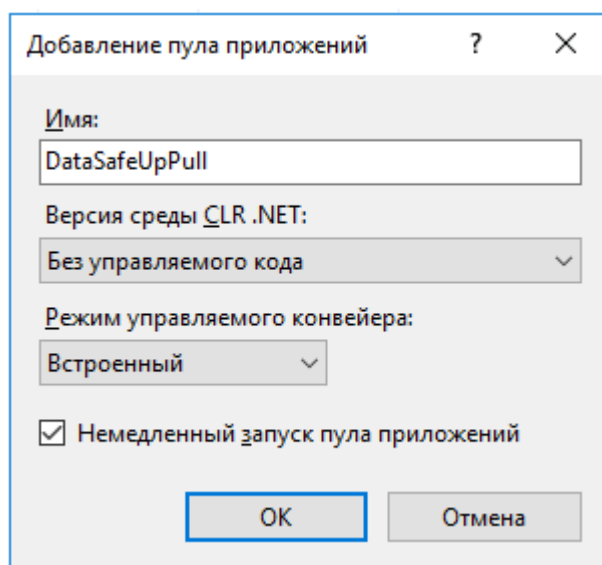 Добавление пула приложений ?
Имя:
DataSafeUpPull
Версия среды CLR .NET:
Без управляемого кода
Режим управляемого конвейера:
Встроенный
Немедленный запуск пула приложений
ОК Отмена